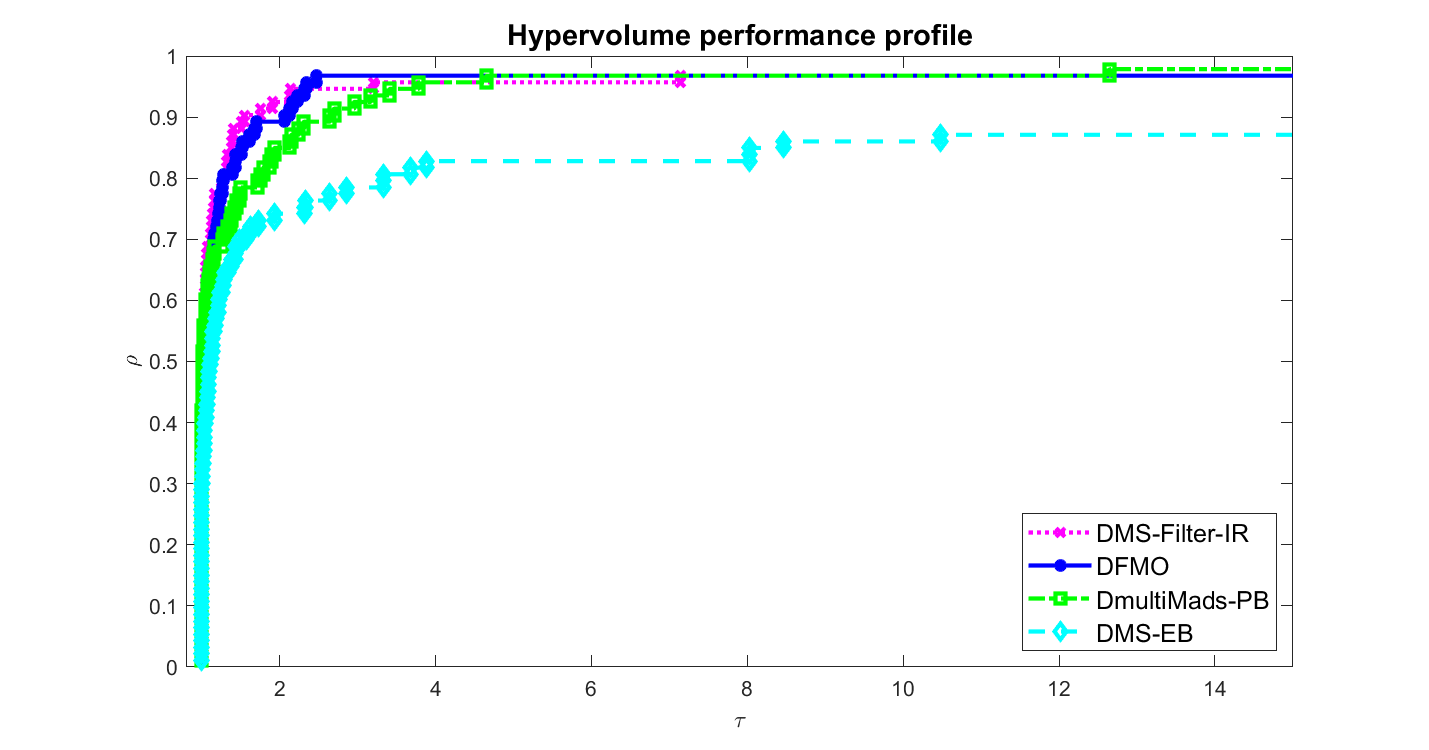 Hypervolume performance profile
1
0.9
0.8
0.7
0.6
0.5
0.4
0.3
0.2
0.1
0
ρ
2 4 6 8 10 12 14
τ
DMS-Filter-IR
DFMO
DmultiMads-PB
DMS-EB